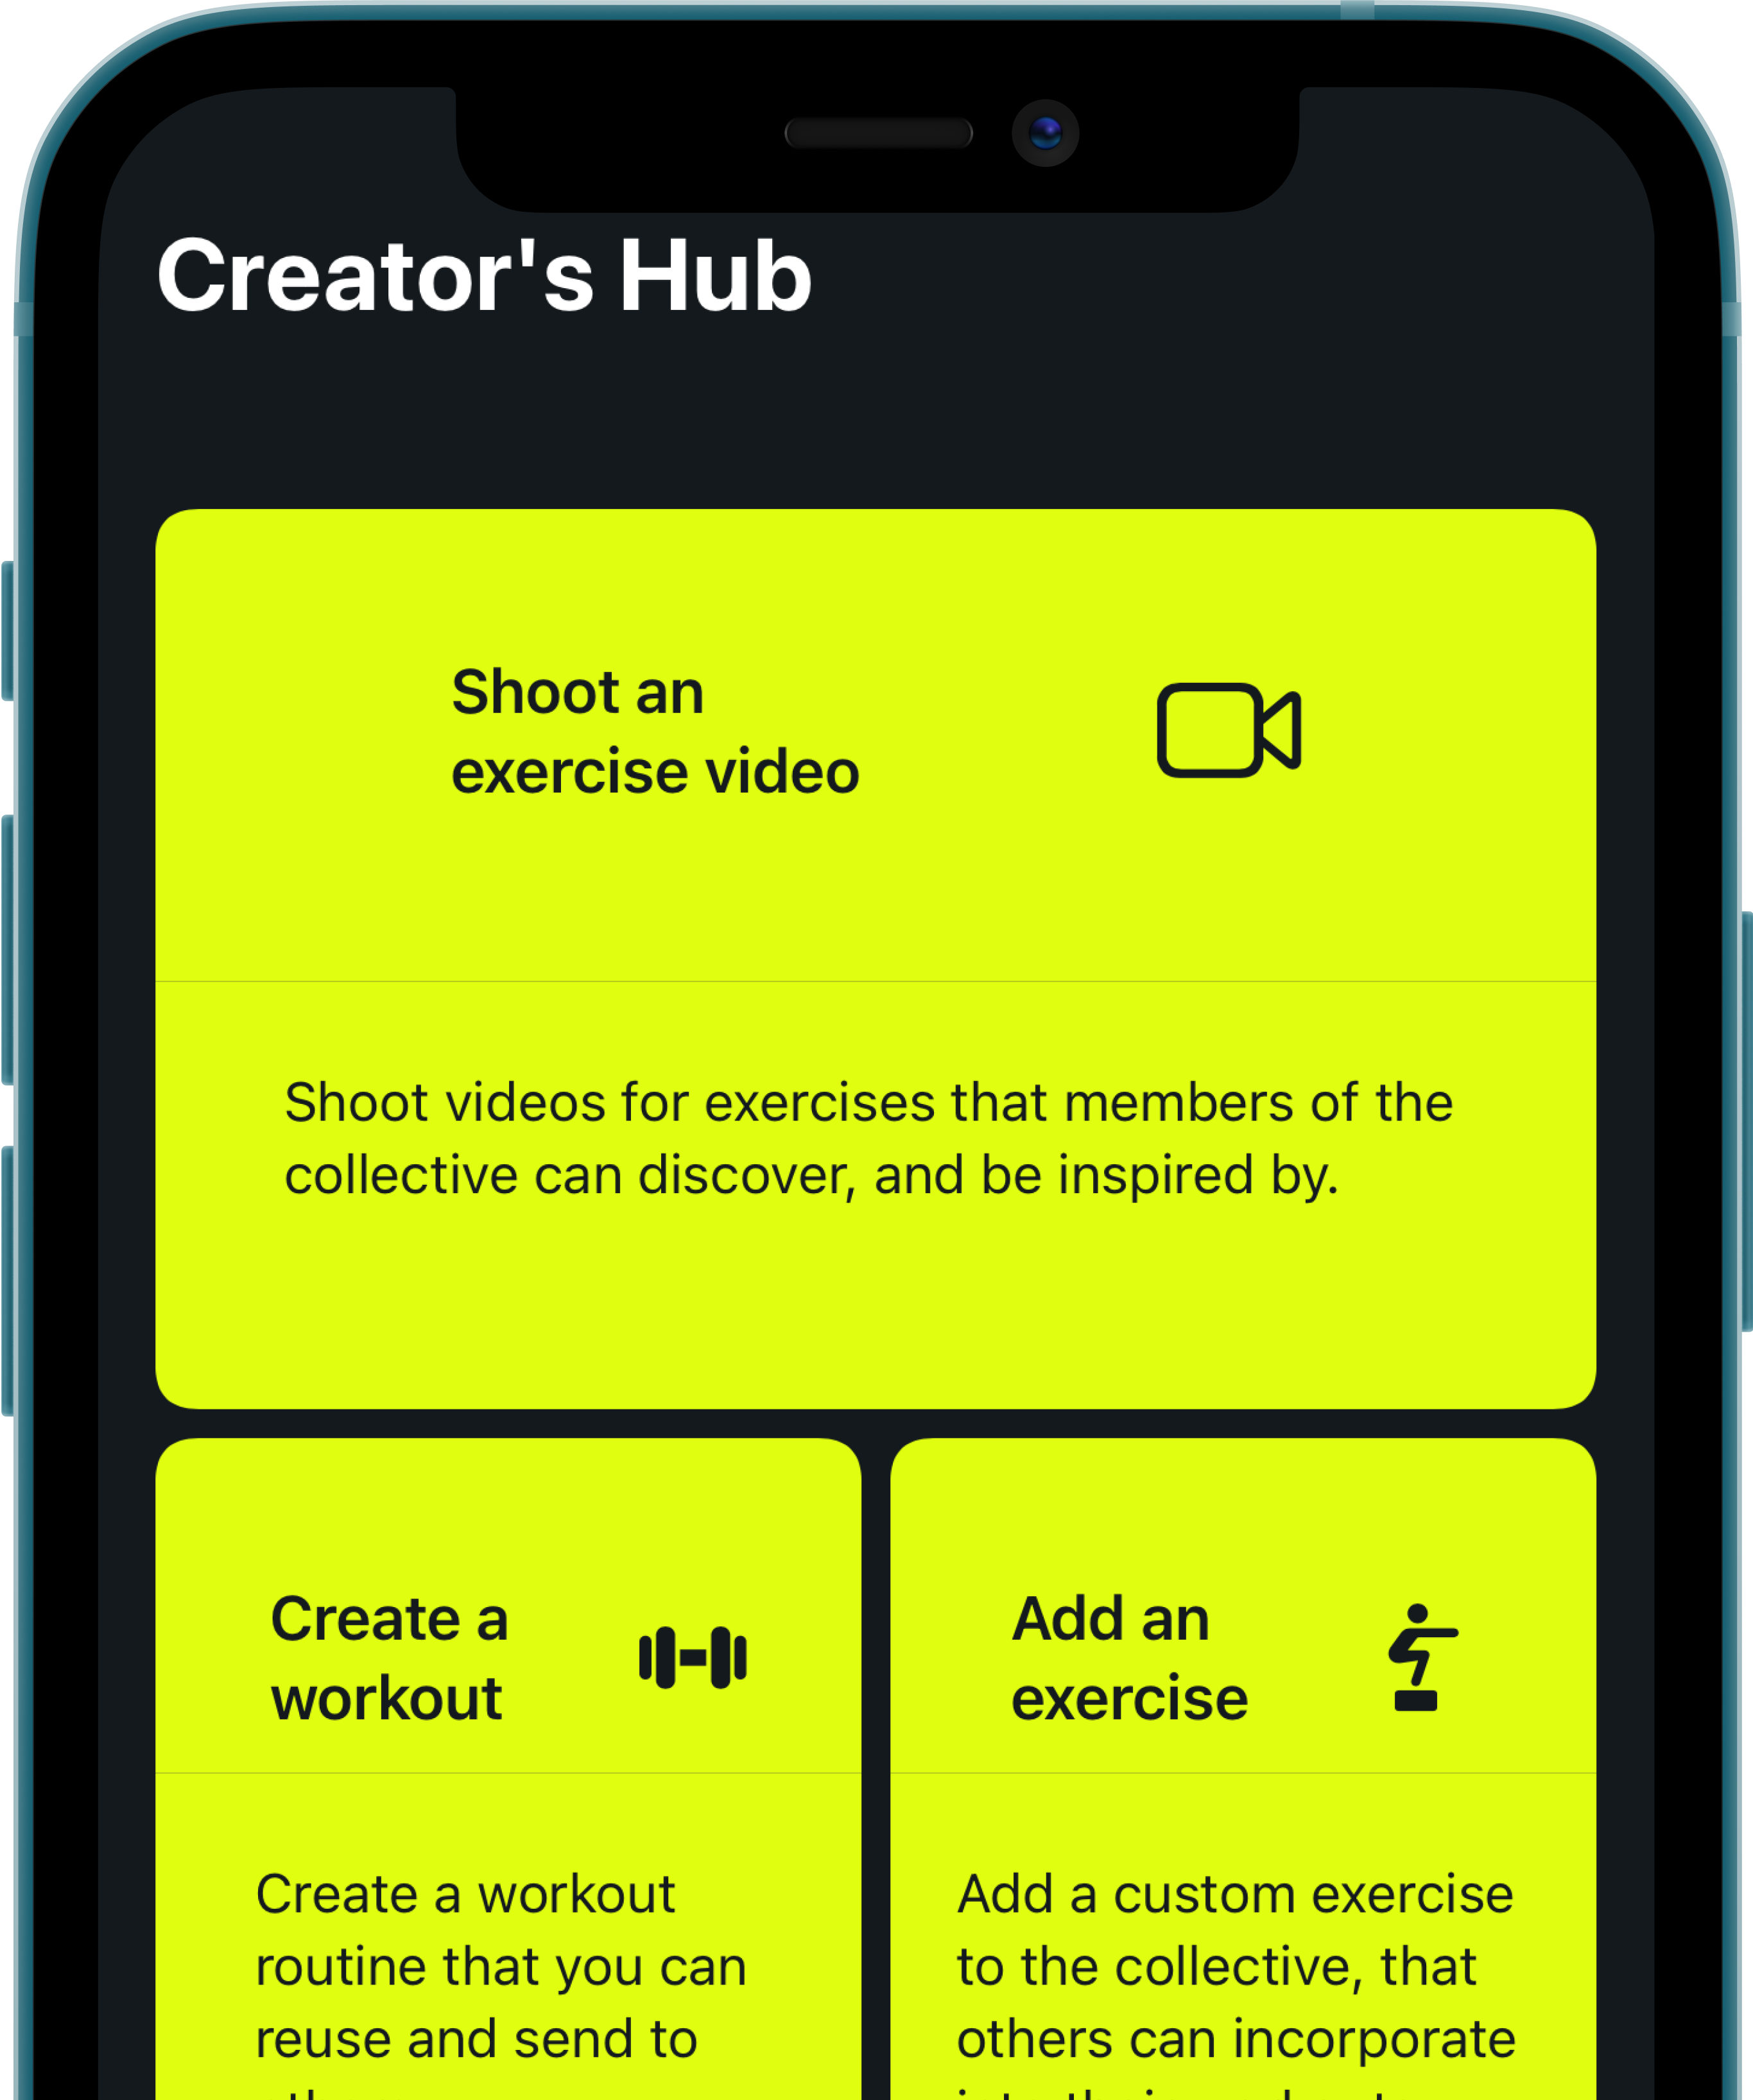 Creator's Hub
Shoot an
exercise video
Shoot videos for exercises that members of the
collective can discover, and be inspired by.
Create a
workout
Create a workout
routine that you can
reuse and send to
Add an
exercise
Add a custom exercise
to the collective, that
others can incorporate